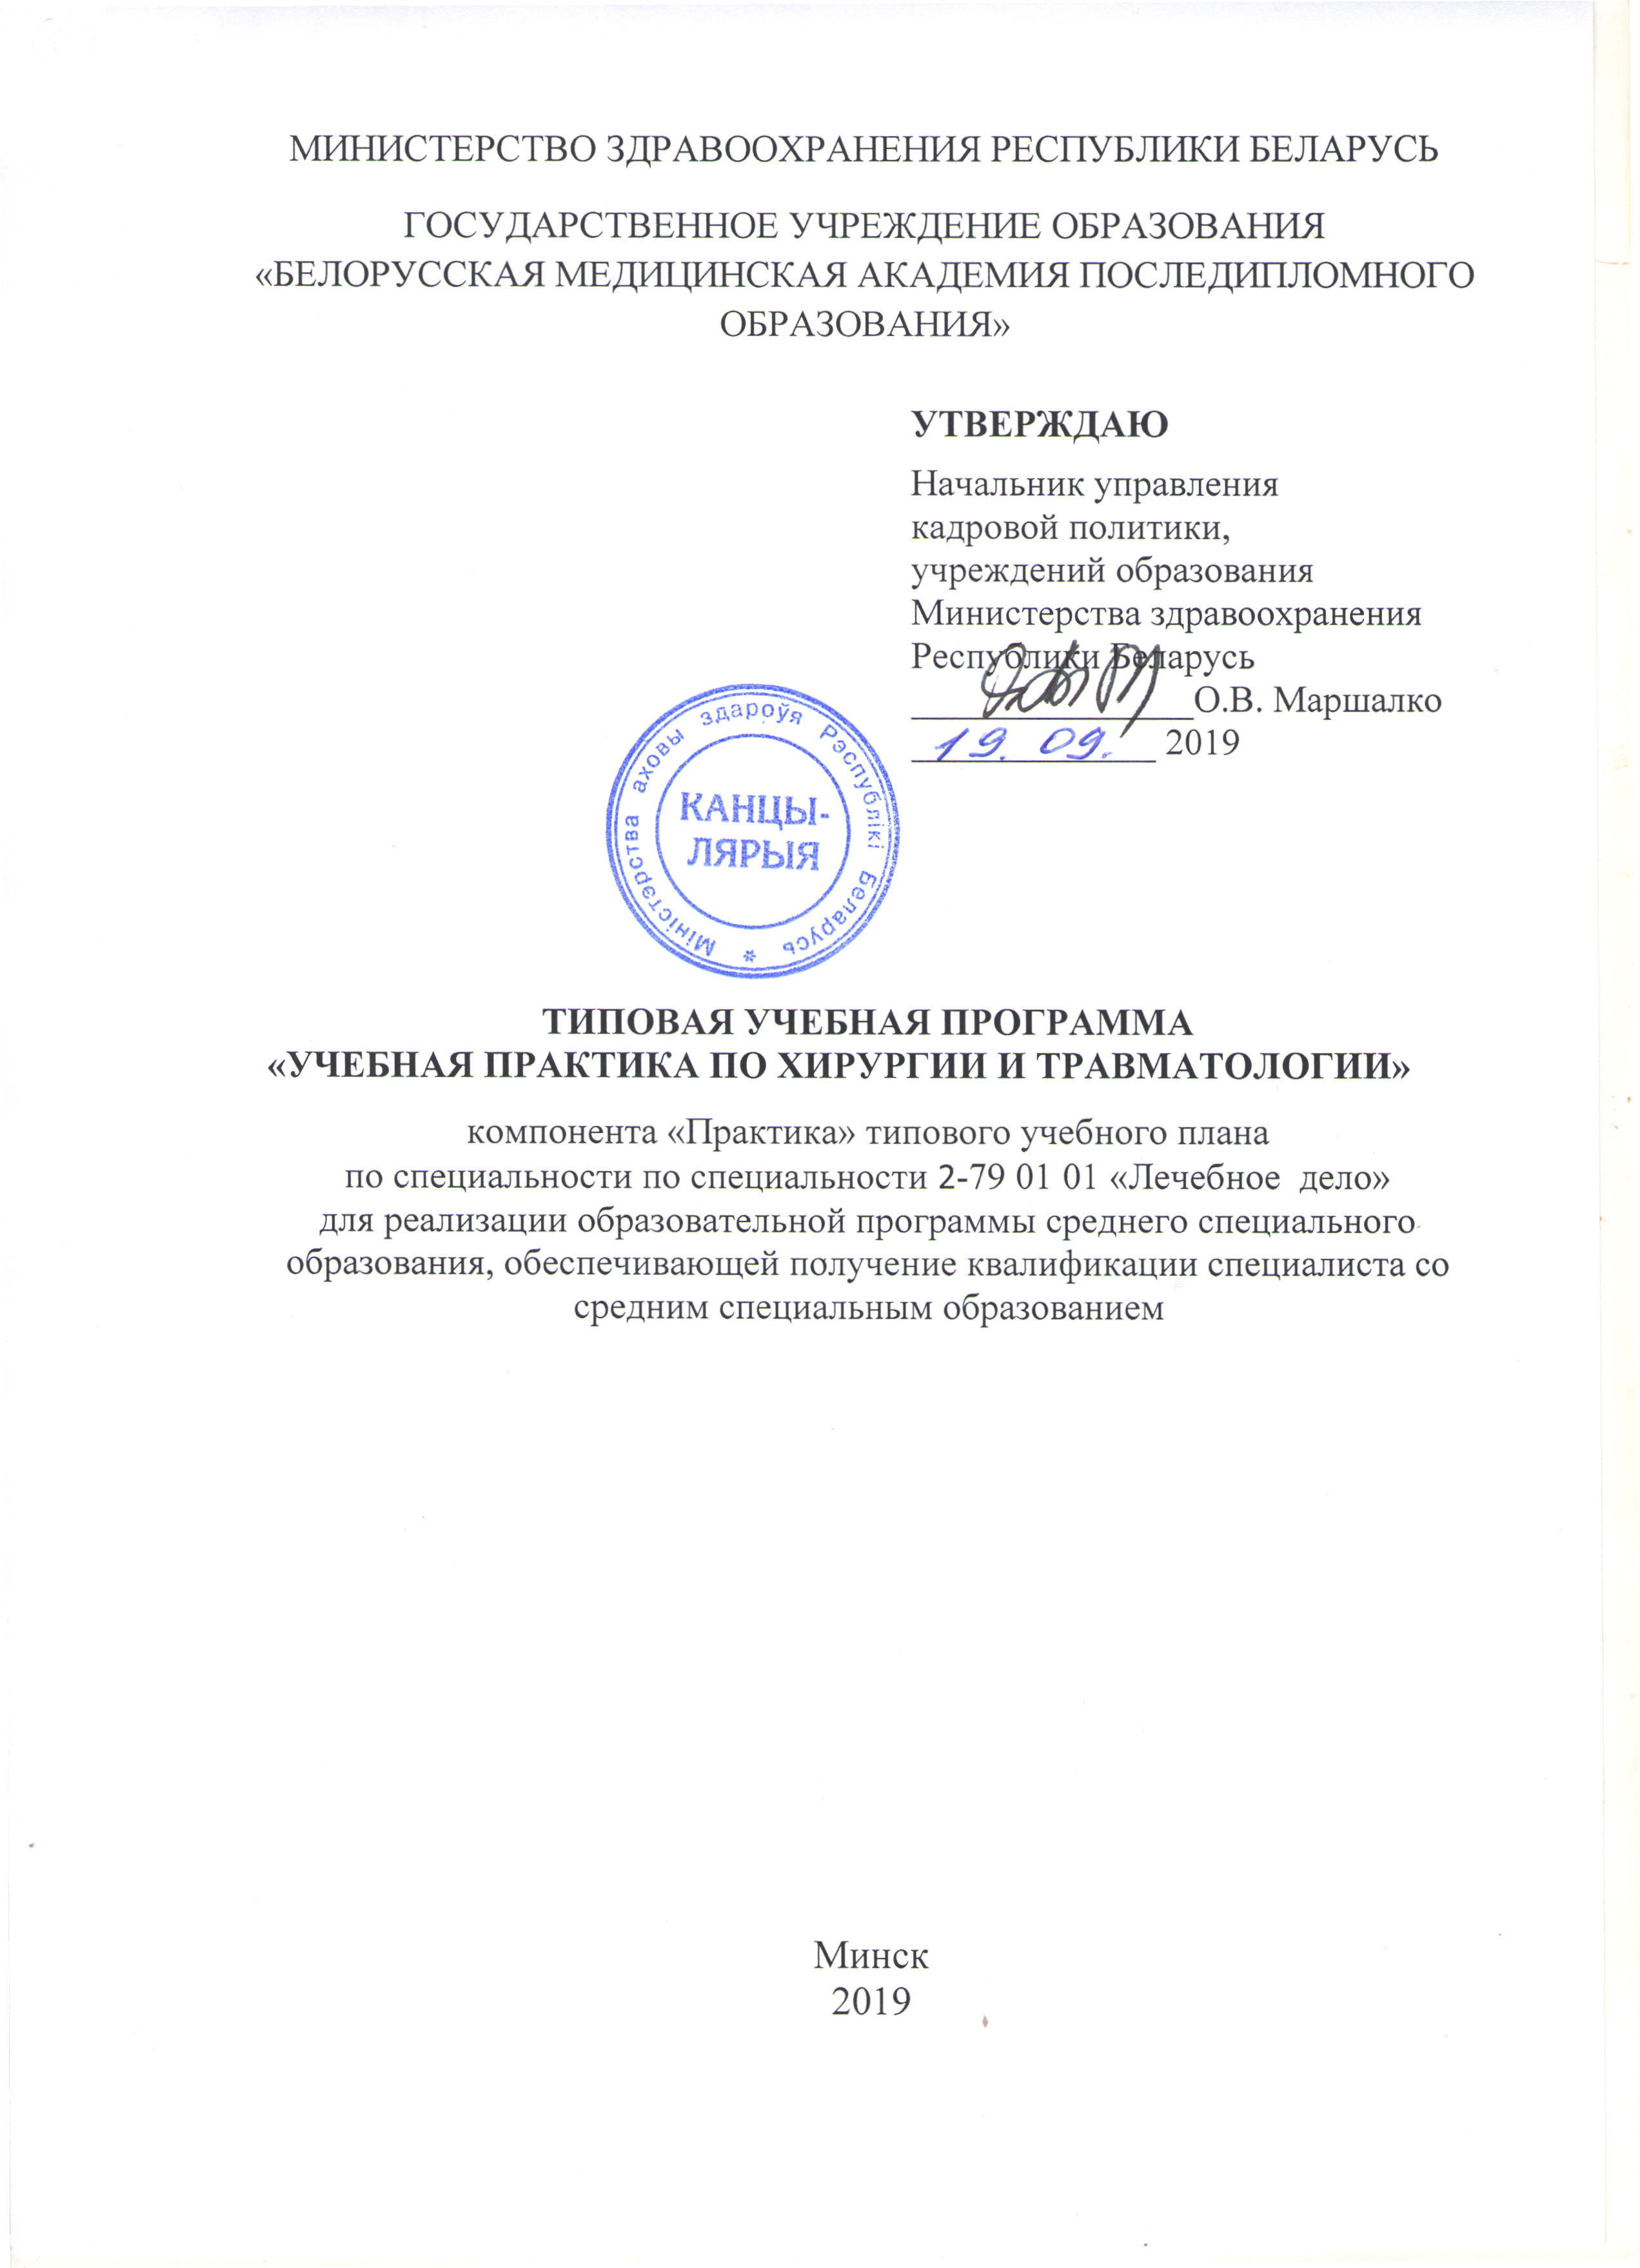 МИНИСТЕРСТВО ЗДРАВООХРАНЕНИЯ РЕСПУБЛИКИ БЕЛАРУСЬ
ГОСУДАРСТВЕННОЕ УЧРЕЖДЕНИЕ ОБРАЗОВАНИЯ
«БЕЛОРУССКАЯ МЕДИЦИНСКАЯ АКАДЕМИЯ ПОСЛЕДИПЛОМНОГО
ОБРАЗОВАНИЯ»
УТВЕРЖДАЮ
Начальник управления
кадровой политики,
учреждений образования
Министерства здравоохранения
Республики Беларусь
О.В. Маршалко
19. 09. 2019
Міністэрства аховы здароўя Рэспублікі Беларусь *
КАНЦЫ-
ЛЯРЫЯ
ТИПОВАЯ УЧЕБНАЯ ПРОГРАММА
«УЧЕБНАЯ ПРАКТИКА ПО ХИРУРГИИ И ТРАВМАТОЛОГИИ»
компонента «Практика» типового учебного плана
по специальности по специальности 2-79 01 01 «Лечебное дело»
для реализации образовательной программы среднего специального
образования, обеспечивающей получение квалификации специалиста со
средним специальным образованием
Минск
2019